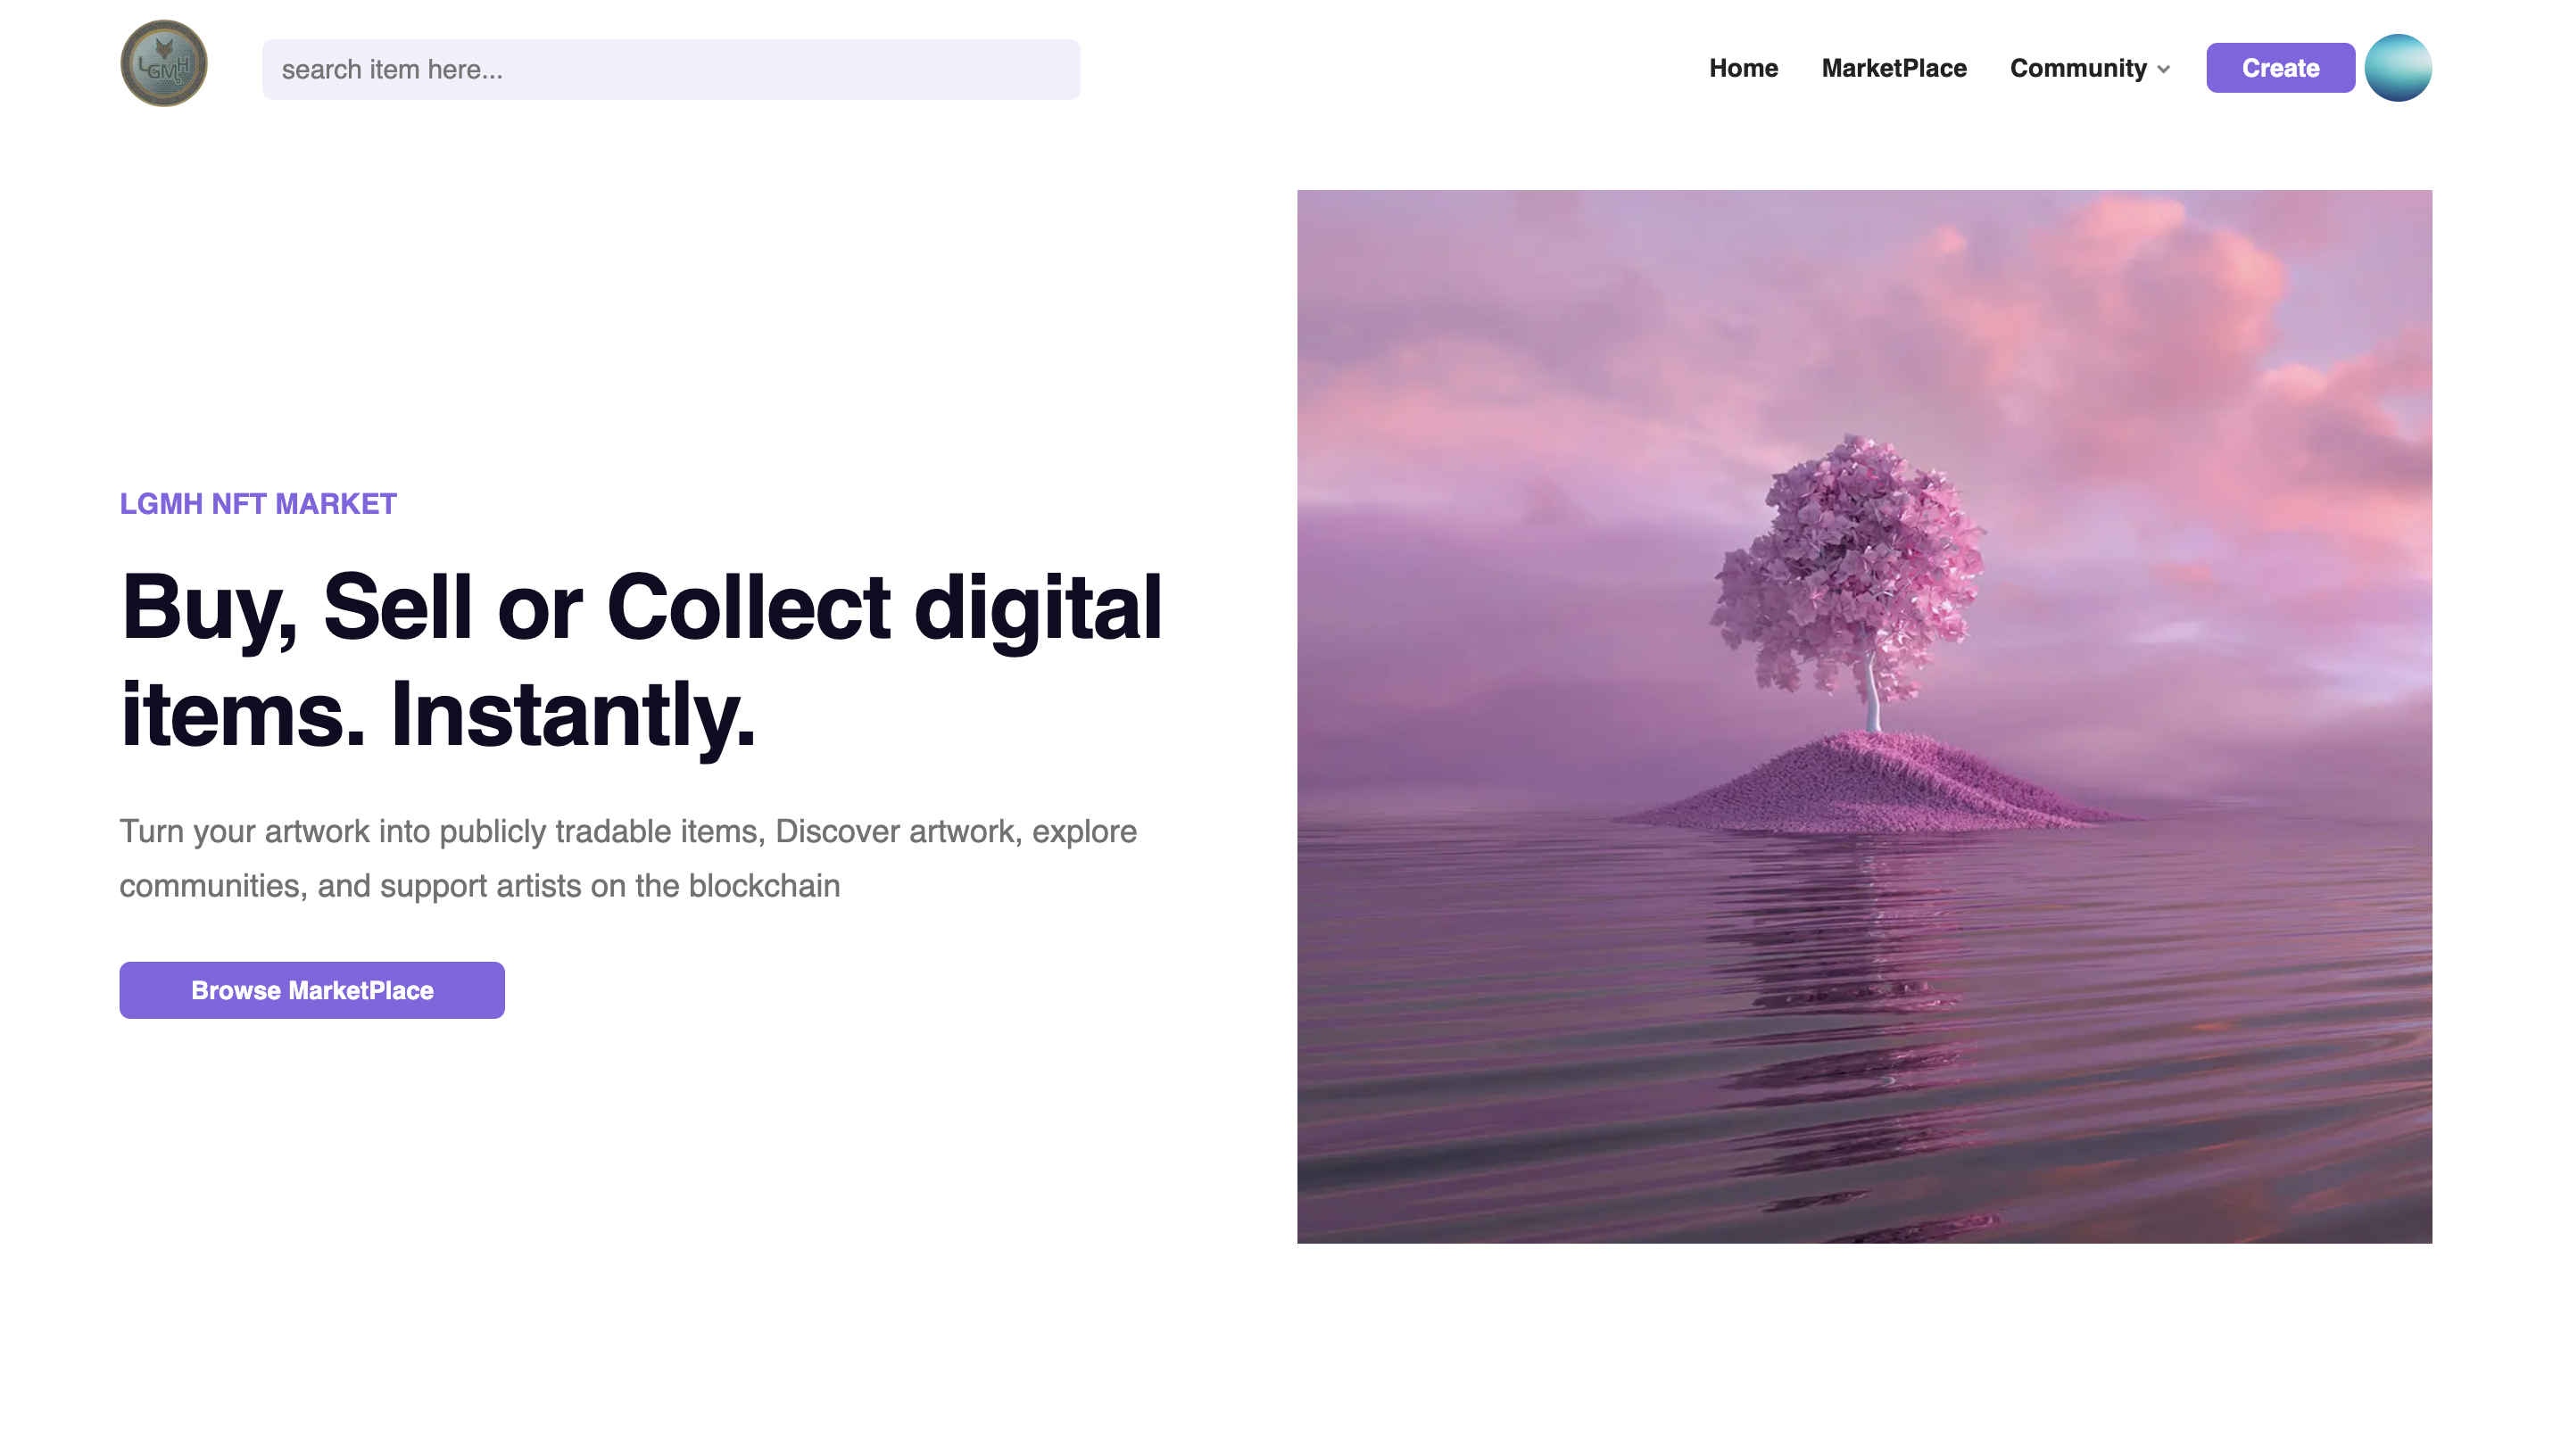 LGMH
search item here...
Home
MarketPlace
Community
Create
LGMH NFT MARKET
Buy, Sell or Collect digital
items. Instantly.
Turn your artwork into publicly tradable items, Discover artwork, explore
communities, and support artists on the blockchain
Browse MarketPlace